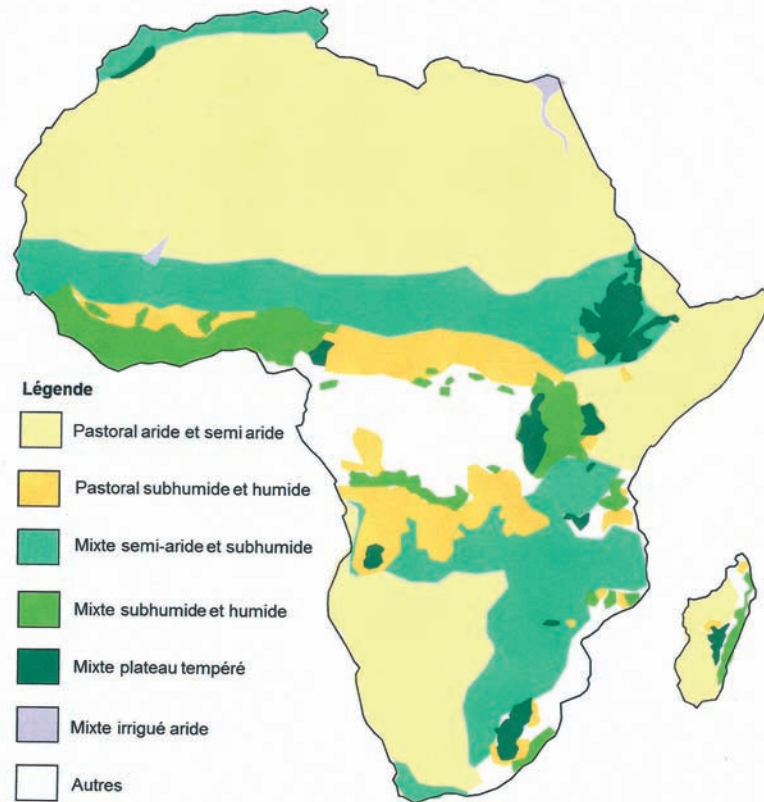 Légende
Pastoral aride et semi aride
Pastoral subhumide et humide
Mixte semi-aride et subhumide
Mixte subhumide et humide
Mixte plateau tempéré
Mixte irrigué aride
Autres